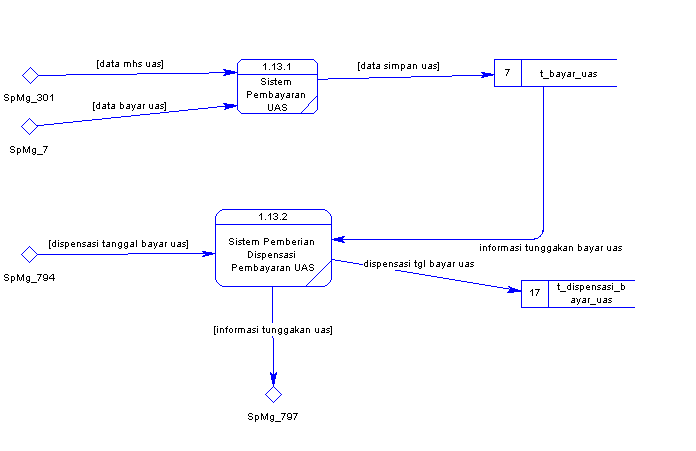 [data mhs uas]
1.13.1
[data simpan uas]
Sistem
Pembayaran
UAS
7
t_bayar_uas
SpMg_301
[data bayar uas]
SpMg_7
1.13.2
[dispensasi tanggal bayar uas]
Sistem Pemberian
Dispensasi
Pembayaran UAS
informasi tunggakan bayar uas
SpMg_794
dispensasi tgl bayar uas
17
t_dispensasi_b
ayar_uas
[informasi tunggakan uas]
SpMg_797